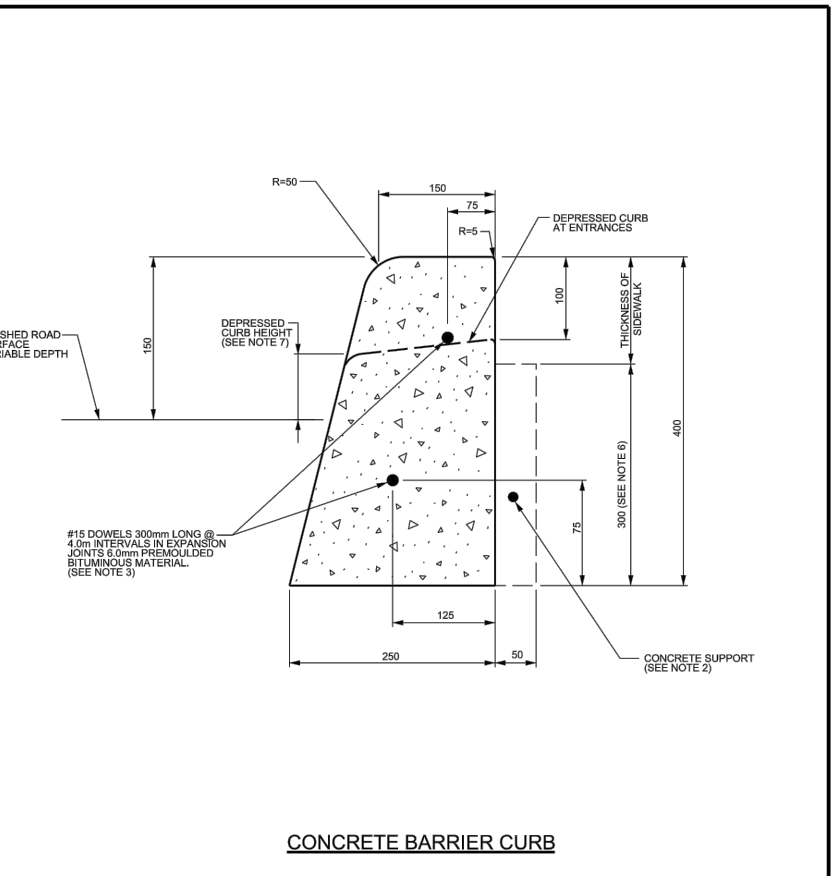 R=50
150
75
R=5
DEPRESSED CURB
AT ENTRANCES
150
100
THICKNESS OF
SIDEWALK
DEPRESSED
CURB HEIGHT
(SEE NOTE 7)
SHED ROAD
RFACE
RIABLE DEPTH
400
300 (SEE NOTE 6)
75
#15 DOWELS 300mm LONG @
4.0m INTERVALS IN EXPANSION
JOINTS 6.0mm PREMOULDED
BITUMINOUS MATERIAL.
(SEE NOTE 3)
125
250
50
CONCRETE SUPPORT
(SEE NOTE 2)
CONCRETE BARRIER CURB